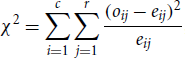 χ² = ∑_{i=1}^{c} ∑_{j=1}^{r} (o_{ij} − e_{ij})² / e_{ij}